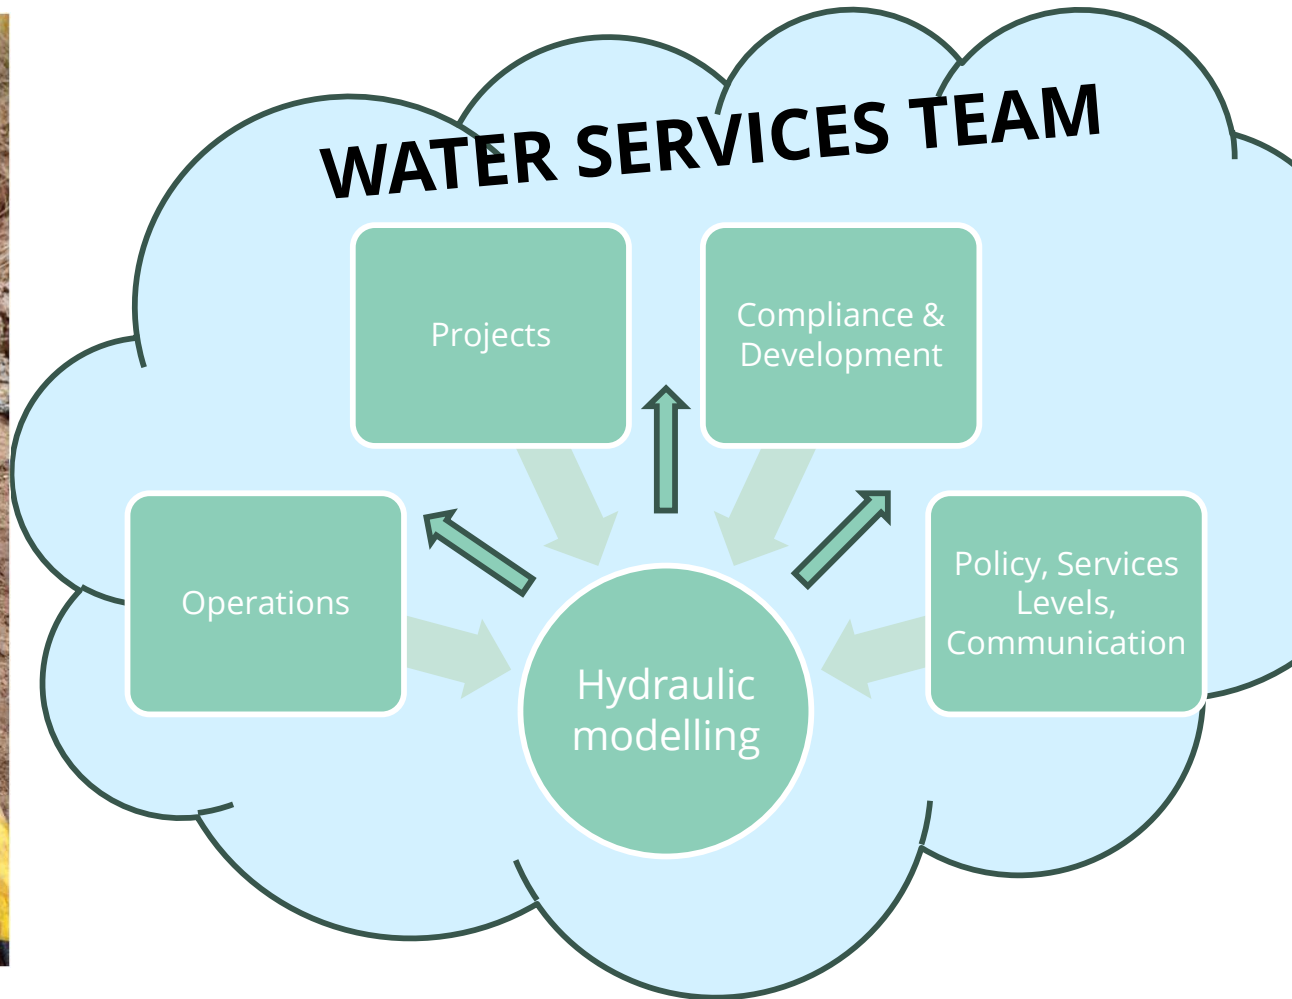 WATER SERVICES TEAM
Projects
Compliance &
Development
Operations
Policy, Services
Levels,
Communication
Hydraulic
modelling